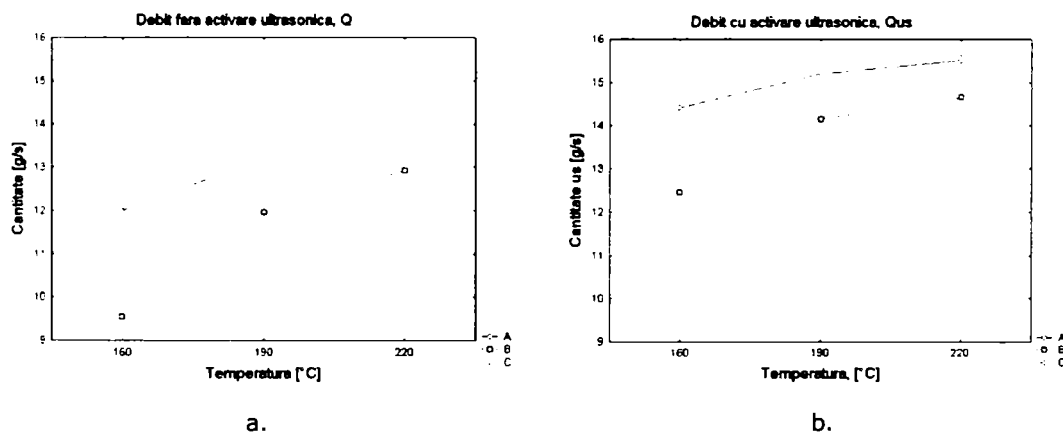 Debit fara activare ultrasonica, Q
Cantitate [g/s]
16
15
14
13
12
11
10
9
160
190
220
Temperatura [°C]
A
B
C
a.
Debit cu activare ultrasonica, Qus
Cantitate us [g/s]
16
15
14
13
12
11
10
9
160
190
220
Temperatura, [°C]
A
B
C
b.